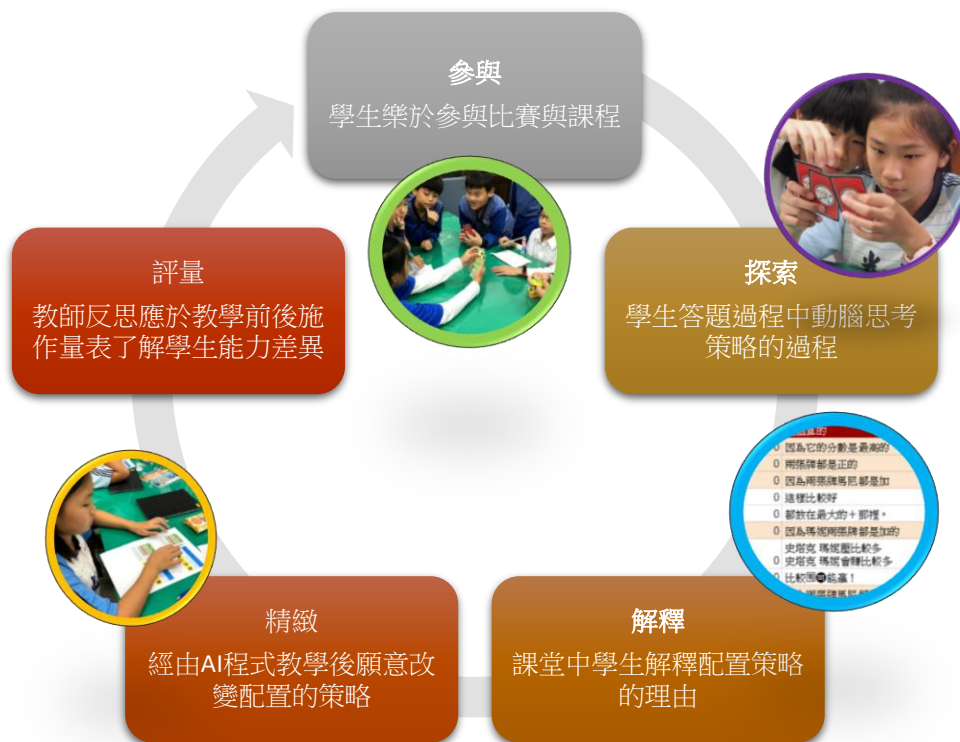 參與
學生樂於參與比賽與課程
探索
學生答題過程中動腦思考
策略的過程
解釋
課堂中學生解釋配置策略
的理由
精緻
經由AI程式教學後願意改
變配置的策略
評量
教師反思應於教學前後施
作量表了解學生能力差異
0 因為它的分數是最高的
0 兩張牌都是正的
0 因為兩張牌馬尼都是加
0 這樣比較好
0 都放在最大的+那裡。
0 因為瑪妮兩張牌都是加的
史塔克 瑪妮壓比較多
0 史塔克 瑪妮會賺比較多
0 比較
能贏！